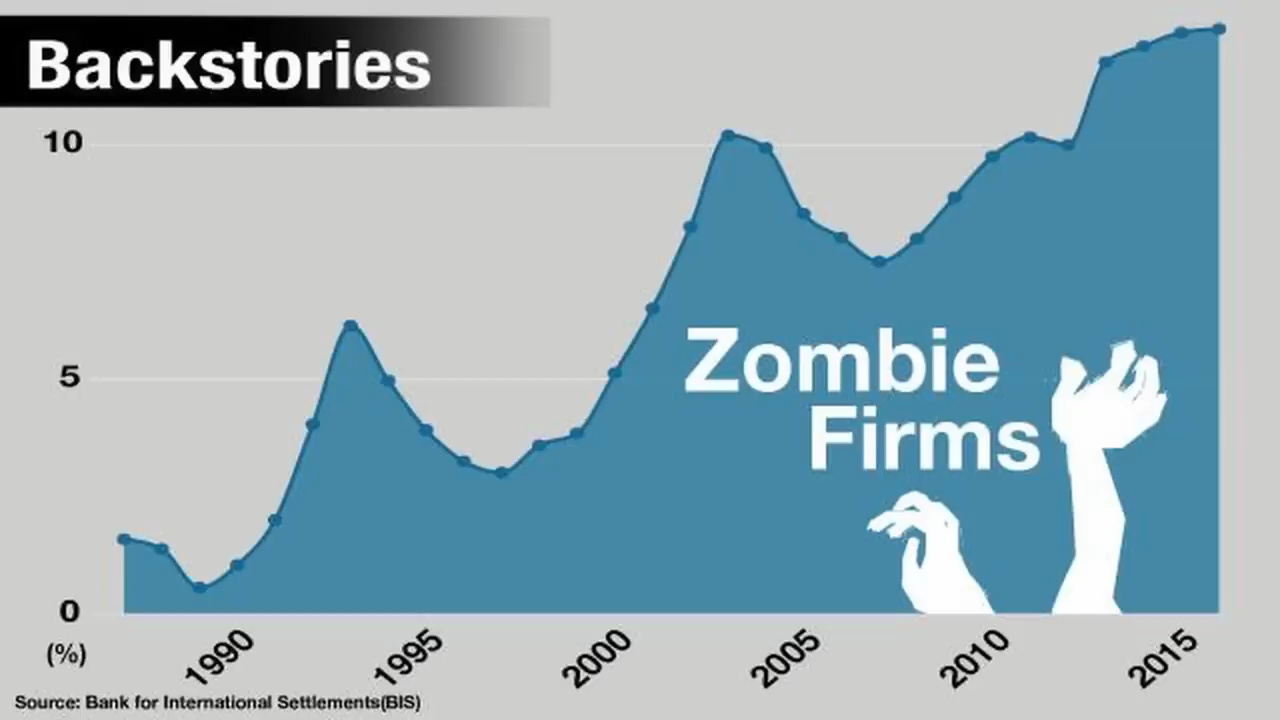 Backstories
10
5
0
(%)
Zombie
Firms
1990
1995
2000
2005
2010
2015
Source: Bank for International Settlements(BIS)